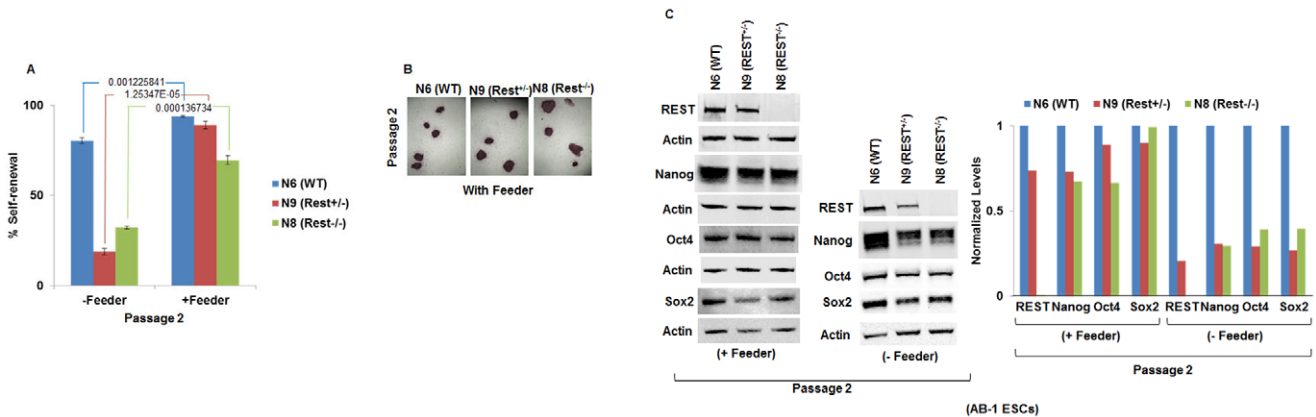 A
0.001225841
1.25347E-05
0.000136734
100
50
0
% Self-renewal
-Feeder
+Feeder
Passage 2
N6 (WT)
N9 (Rest+/-)
N8 (Rest-/-)
B
N6 (WT) N9 (Rest+/-) N8 (Rest-/-)
Passage 2
With Feeder
C
N6 (WT)
N9 (REST+/-)
N8 (REST-/-)
REST
Actin
Nanog
Actin
Oct4
Actin
Sox2
Actin
(+ Feeder)
N6 (WT)
N9 (REST+/-)
N8 (REST-/-)
REST
Nanog
Oct4
Sox2
Actin
(- Feeder)
Passage 2
N6 (WT)
N9 (Rest+/-)
N8 (Rest-/-)
1
0.5
0
Normalized Levels
REST Nanog Oct4 Sox2 REST Nanog Oct4 Sox2
(+ Feeder)
(- Feeder)
Passage 2
(AB-1 ESCs)